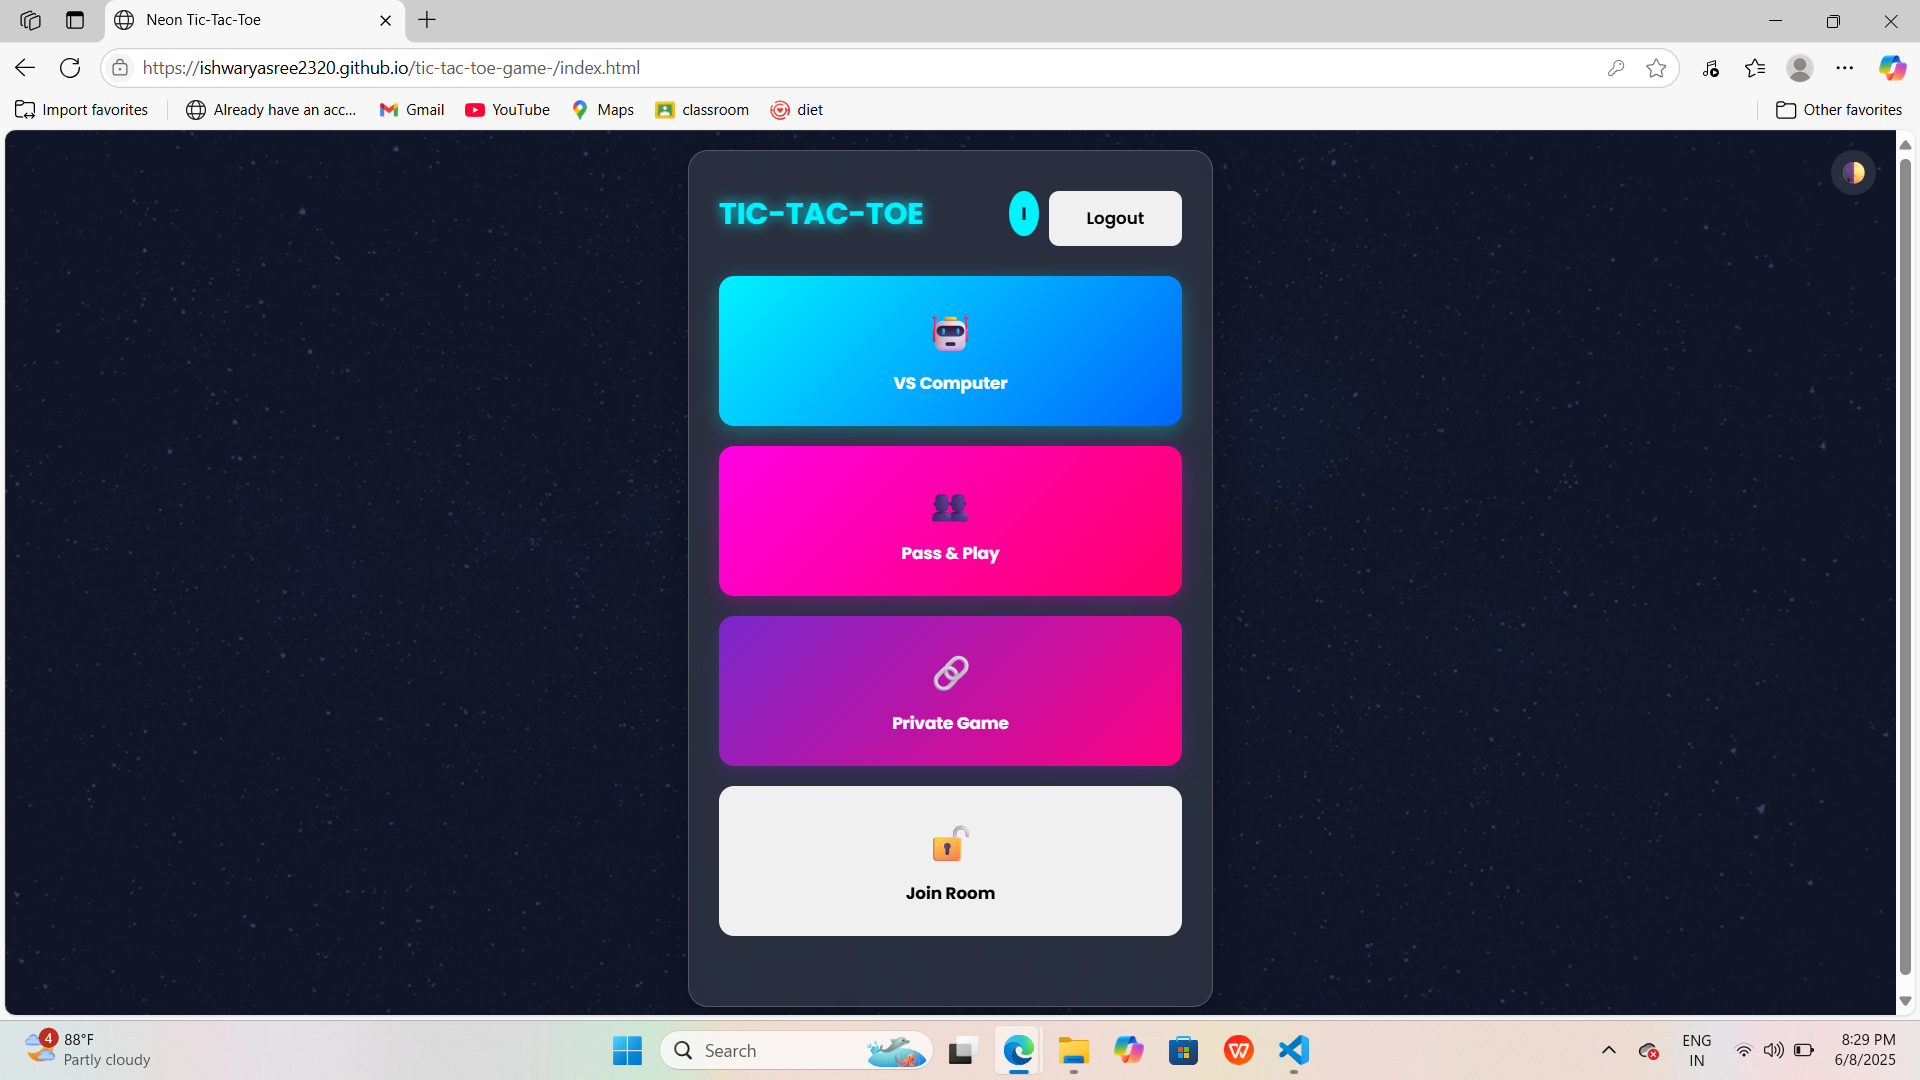 Neon Tic-Tac-Toe
https://ishwaryasree2320.github.io/tic-tac-toe-game-/index.html
Import favorites
Already have an acc...
Gmail
YouTube
Maps
classroom
diet
Other favorites
TIC-TAC-TOE
I
Logout
VS Computer
Pass & Play
Private Game
Join Room
4
88°F
Partly cloudy
Search
W
ENG
IN
8:29 PM
6/8/2025